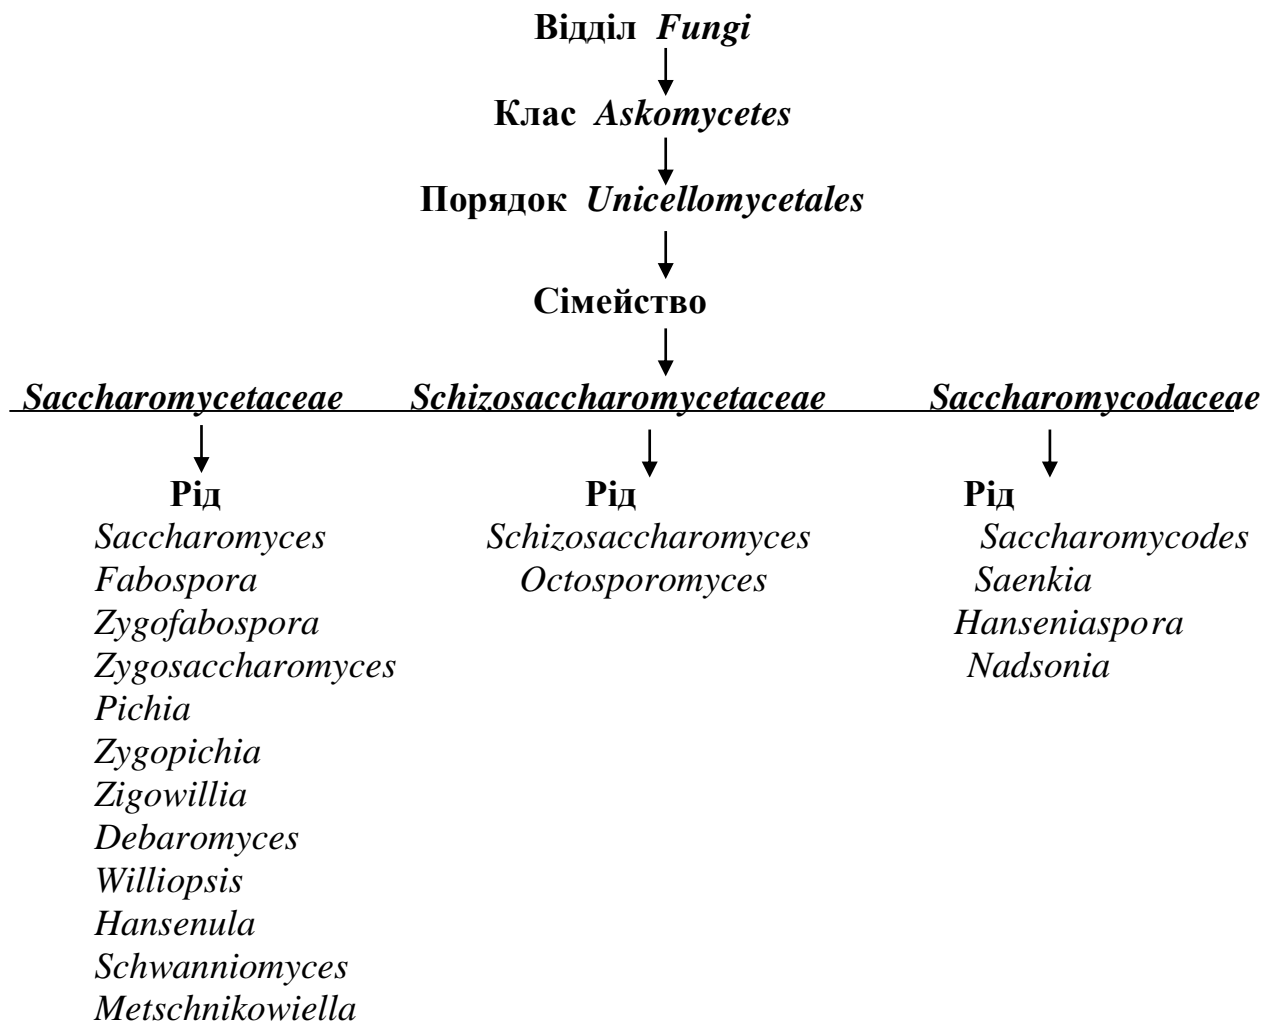 Відділ Fungi
Клас Askomycetes
Порядок Unicellomycetales
Сімейство
Saccharomycetaceae Schizosaccharomycetaceae Saccharomycodaceae
Рід Рід Рід
Saccharomyces Schizosaccharomyces Saccharomycodes
Fabospora Octosporomyces Saenkia
Zygofabospora Hanseniaspora
Zygosaccharomyces Nadsonia
Pichia
Zygopichia
Zigowillia
Debaromyces
Williopsis
Hansenula
Schwanniomyces
Metschnikowiella